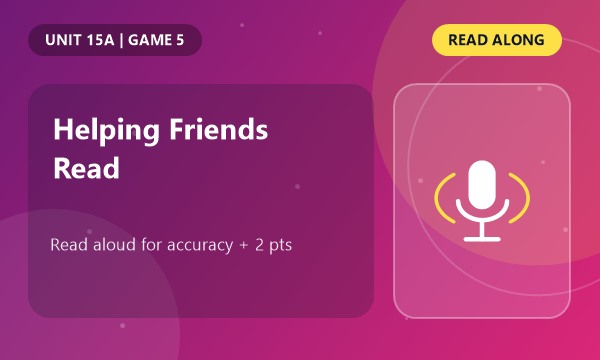 UNIT 15A | GAME 5
READ ALONG
Helping Friends
Read
Read aloud for accuracy + 2 pts